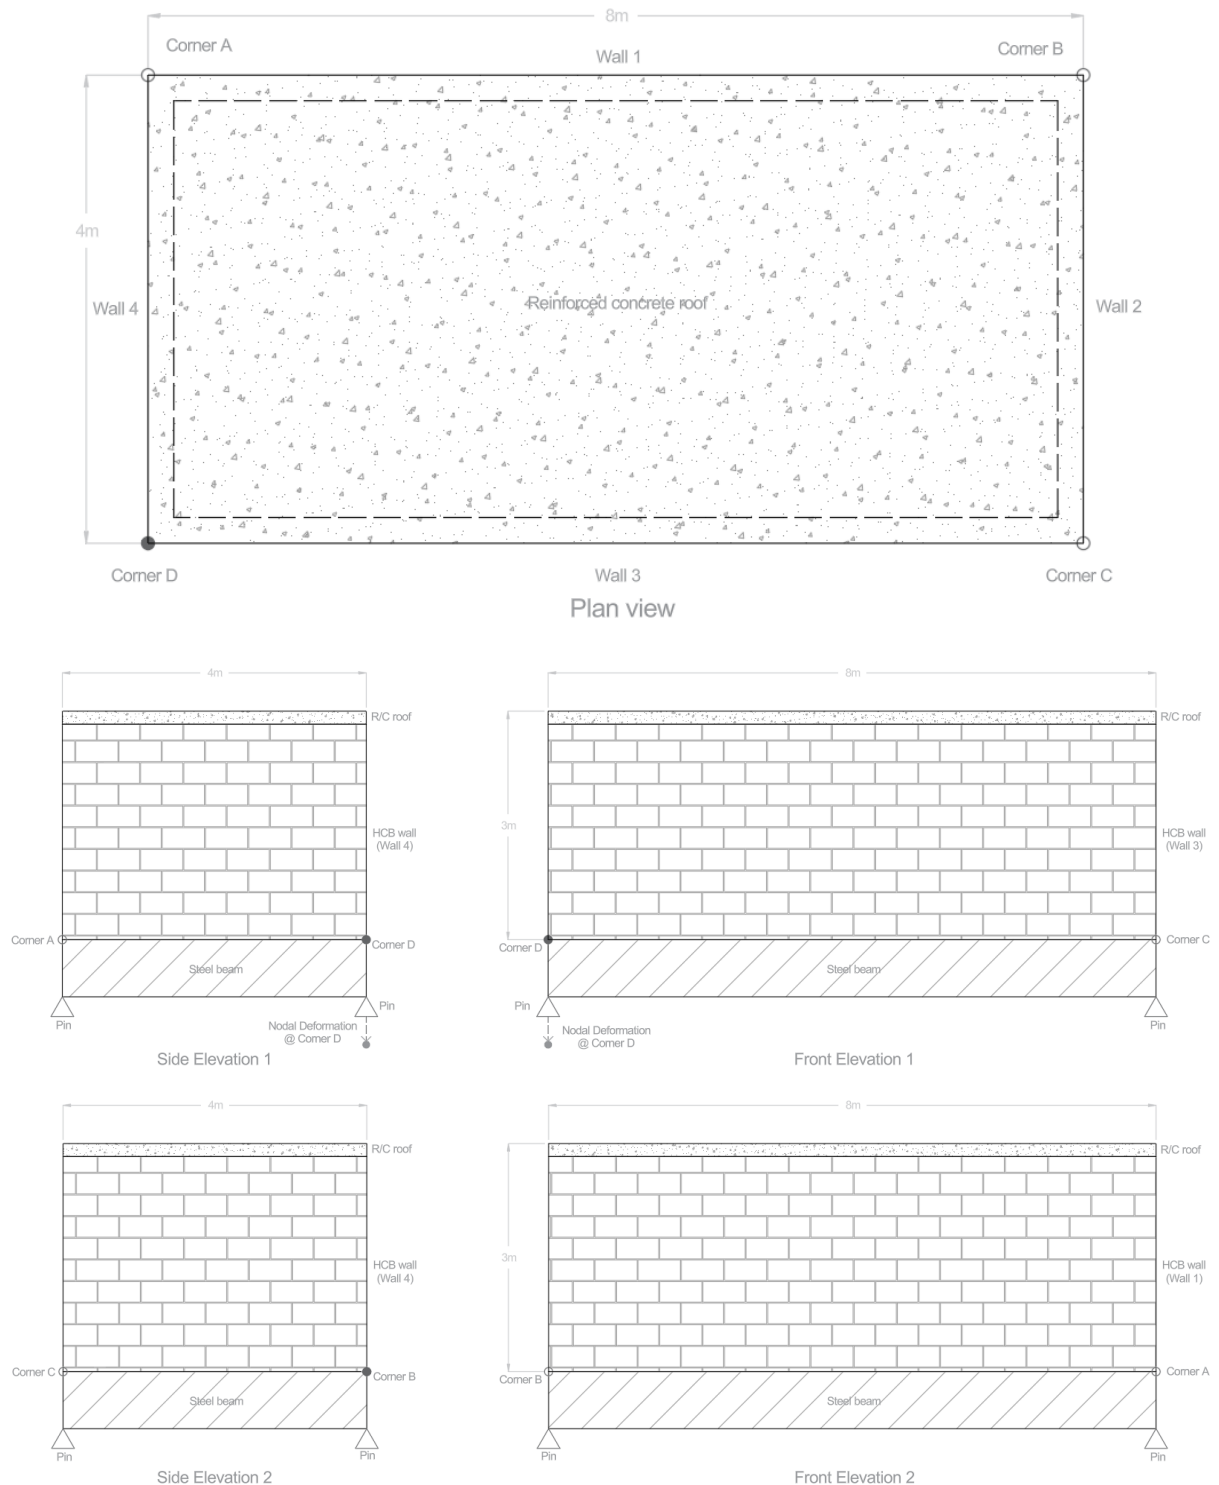 8m
Corner A
Wall 1
Corner B
4m
Wall 4
Reinforced concrete roof
Wall 2
Corner D
Wall 3
Corner C
Plan view
4m
8m
R/C roof
R/C roof
3m
HCB wall
(Wall 4)
HCB wall
(Wall 3)
Corner A
Corner D
Corner D
Corner C
Steel beam
Steel beam
Pin
Pin
Pin
Pin
Nodal Deformation
@ Corner D
Nodal Deformation
@ Corner D
Side Elevation 1
Front Elevation 1
4m
8m
R/C roof
R/C roof
3m
HCB wall
(Wall 4)
HCB wall
(Wall 1)
Corner C
Corner B
Corner B
Corner A
Steel beam
Steel beam
Pin
Pin
Pin
Pin
Side Elevation 2
Front Elevation 2